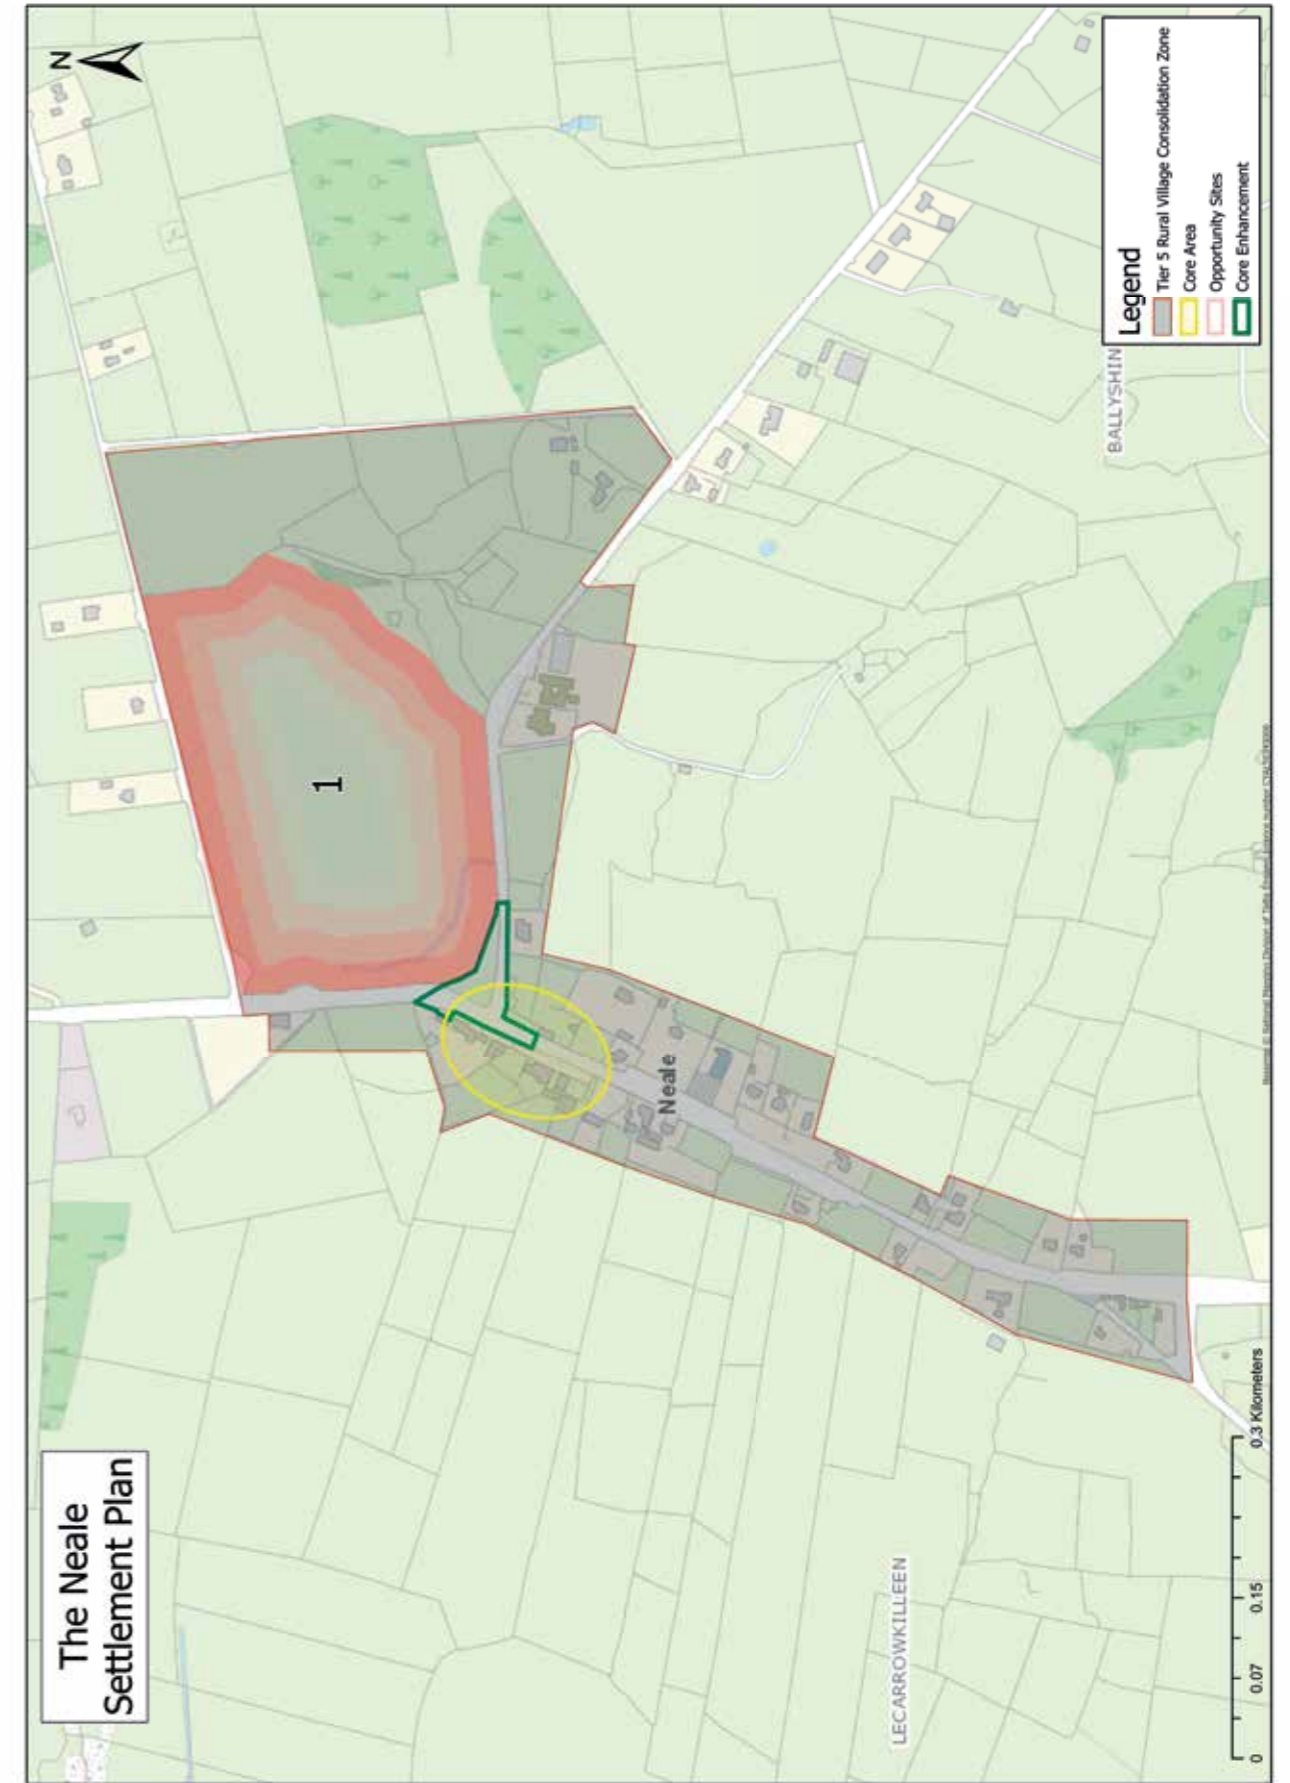 The Neale
Settlement Plan
N
1
Neale
LECARROWKILLEEN
BALLYSHIN
Legend
Tier 5 Rural Village Consolidation Zone
Core Area
Opportunity Sites
Core Enhancement
0 0.07 0.15 0.3 Kilometers